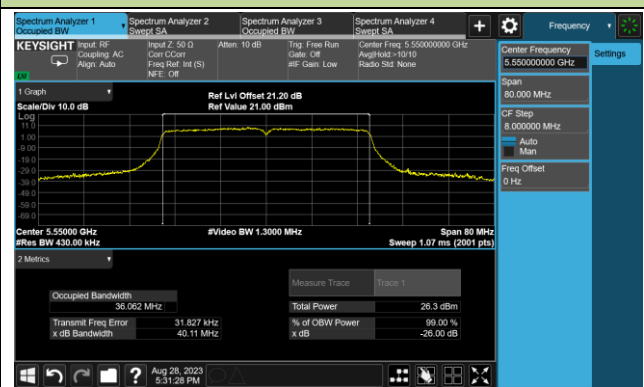 Spectrum Analyzer 1
Occupied BW
Spectrum Analyzer 2
Swept SA
Spectrum Analyzer 3
Occupied BW
Spectrum Analyzer 4
Swept SA
Frequency
KEYSIGHT
Input: RF
Coupling: AC
Align: Auto
Input Z: 50 Ω
Corr CCorr
Freq Ref: Int (S)
NFE: Off
Atten: 10 dB
Trig: Free Run
Gate: Off
#IF Gain: Low
Center Freq: 5.550000000 GHz
Avg|Hold:>10/10
Radio Std: None
Center Frequency
5.550000000 GHz
Settings
Span
80.000 MHz
CF Step
8.000000 MHz
Auto
Man
Freq Offset
0 Hz
1 Graph
Scale/Div 10.0 dB
Ref Lvl Offset 21.20 dB
Ref Value 21.00 dBm
Log
11.0
1.00
-9.00
-19.0
-29.0
-39.0
-49.0
-59.0
-69.0
Center 5.55000 GHz
#Res BW 430.00 kHz
#Video BW 1.3000 MHz
Span 80 MHz
Sweep 1.07 ms (2001 pts)
2 Metrics
Measure Trace
Trace 1
Occupied Bandwidth
36.062 MHz
Total Power
26.3 dBm
Transmit Freq Error
31.827 kHz
% of OBW Power
99.00 %
x dB Bandwidth
40.11 MHz
x dB
-26.00 dB
?
Aug 28, 2023
5:31:28 PM